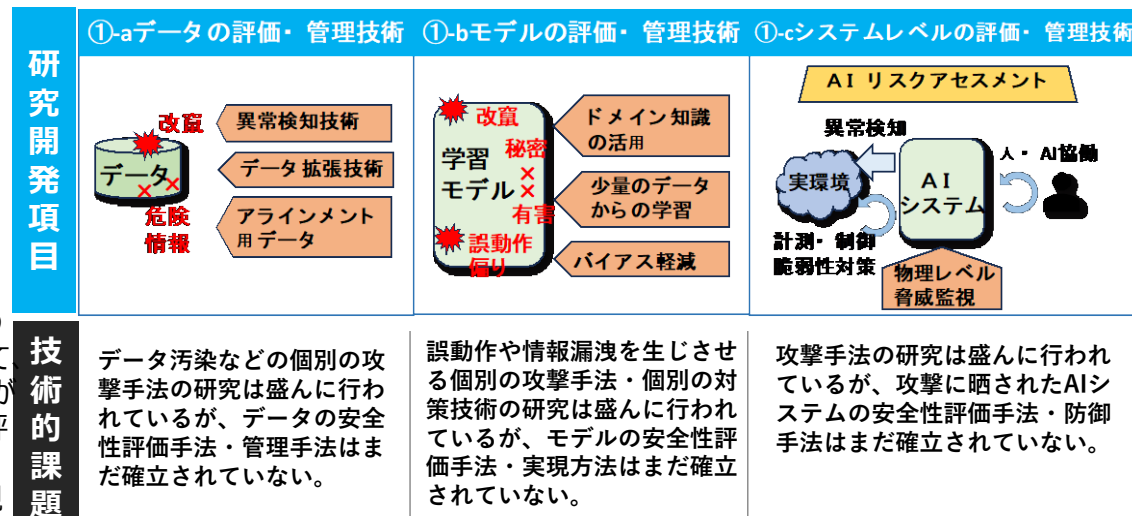 研究開発項目
①-aデータの評価・管理技術
改竄
データ
危険
情報
異常検知技術
データ拡張技術
アラインメント
用データ
①-bモデルの評価・管理技術
改竄
学習
モデル
秘密
有害
誤動作
偏り
ドメイン知識
の活用
少量のデータ
からの学習
バイアス軽減
①-cシステムレベルの評価・管理技術
AIリスクアセスメント
異常検知
実環境
AI
システム
人・AI協働
計測・制御
脆弱性対策
物理レベル
脅威監視
て、
が
技術的課題
データ汚染などの個別の攻
撃手法の研究は盛んに行わ
れているが、データの安全
性評価手法・管理手法はま
だ確立されていない。
誤動作や情報漏洩を生じさせ
る個別の攻撃手法・個別の対
策技術の研究は盛んに行われ
ているが、モデルの安全性評
価手法・実現方法はまだ確立
されていない。
攻撃手法の研究は盛んに行われ
ているが、攻撃に晒されたAIシ
ステムの安全性評価手法・防御
手法はまだ確立されていない。